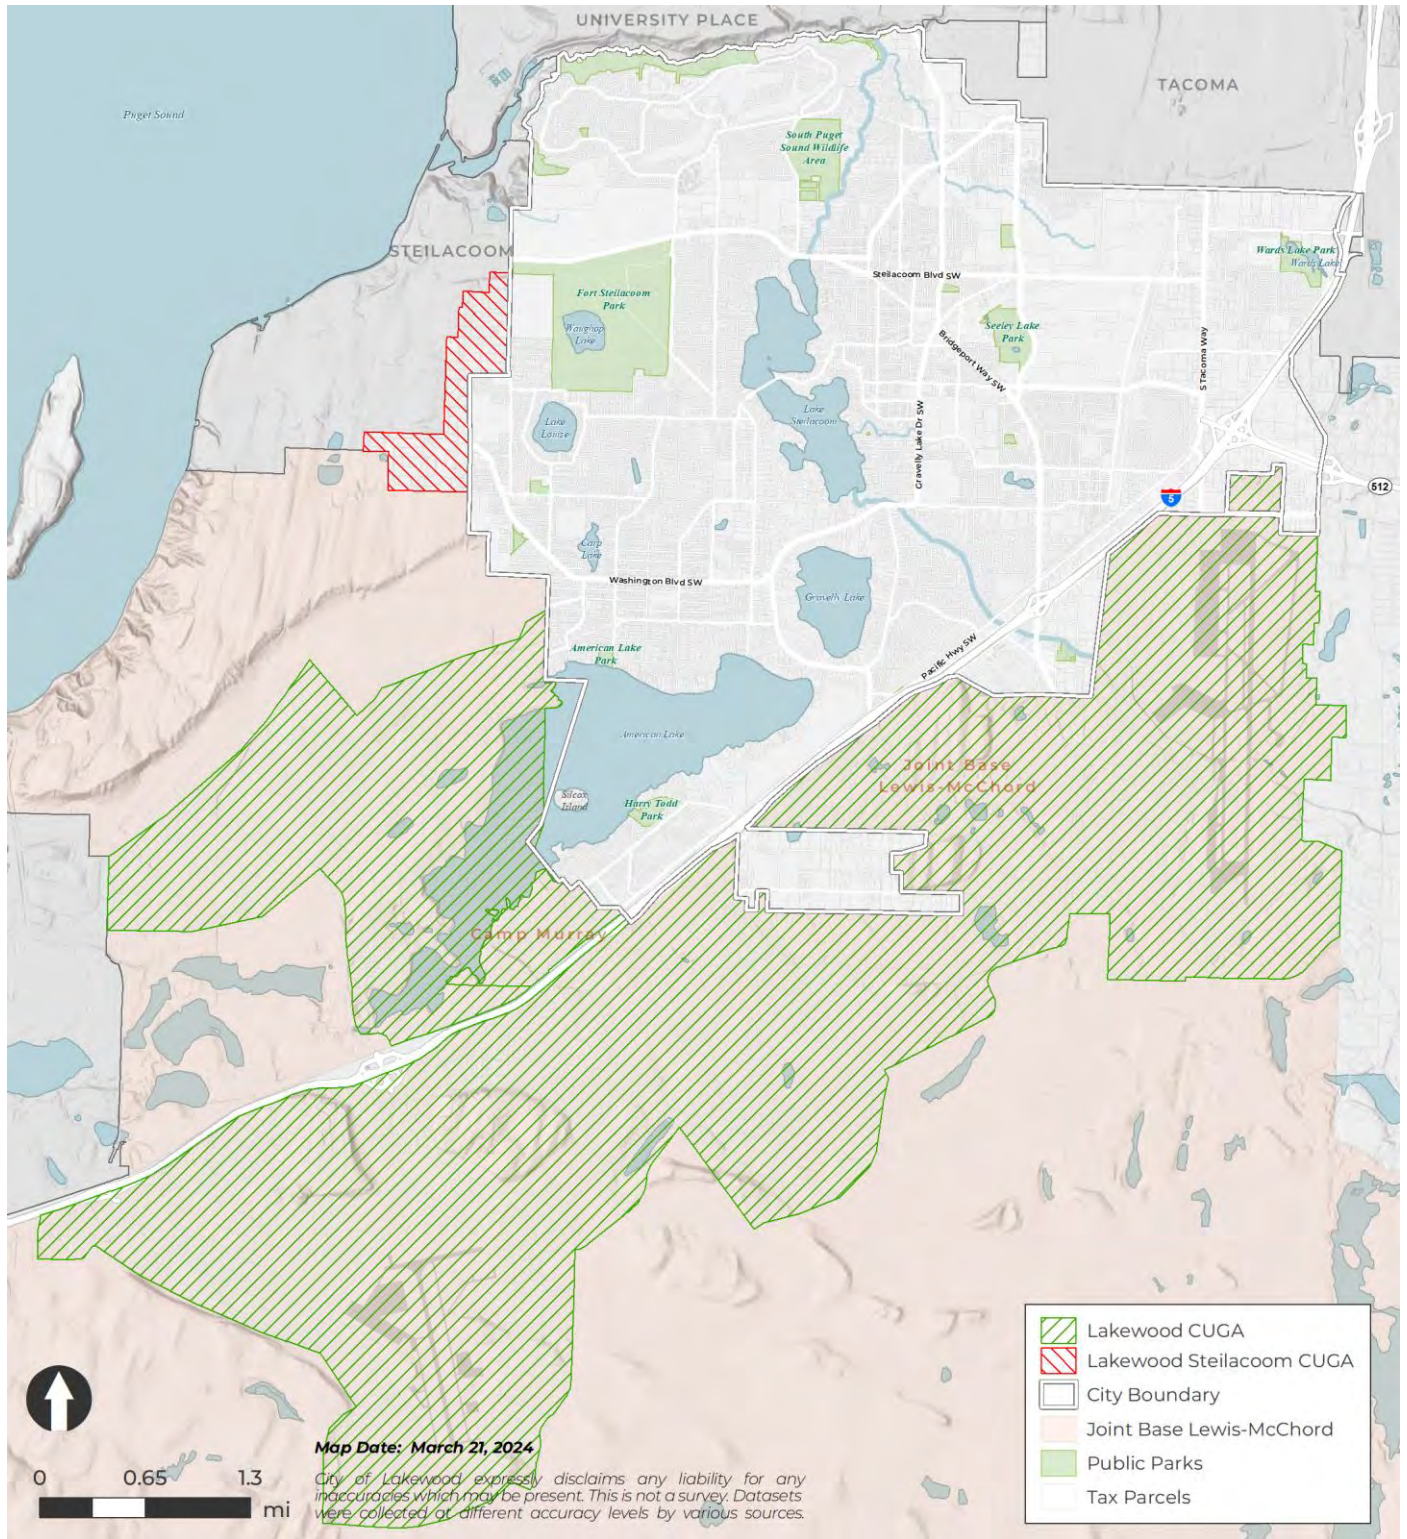 UNIVERSITY PLACE
TACOMA
Puget Sound
South Puget
Sound Wildlife
Area
STEILACOOM
Wards Lake Park
Wards Lake
Steilacoom Blvd SW
Fort Steilacoom
Park
Waughop
Lake
Seeley Lake
Park
Bridgeport Way SW
S Tacoma Way
Lake
Louise
Lake
Steilacoom
Gravelly Lake Dr SW
512
5
Carp
Lake
Washington Blvd SW
Gravelly Lake
American Lake
Park
Pacific Hwy SW
American Lake
Joint Base
Lewis-McChord
Silcox
Island
Harry Todd
Park
Camp Murray
Lakewood CUGA
Lakewood Steilacoom CUGA
City Boundary
Joint Base Lewis-McChord
Public Parks
Tax Parcels
Map Date: March 21, 2024
0 0.65 1.3
mi
City of Lakewood expressly disclaims any liability for any
inaccuracies which may be present. This is not a survey. Datasets
were collected at different accuracy levels by various sources.